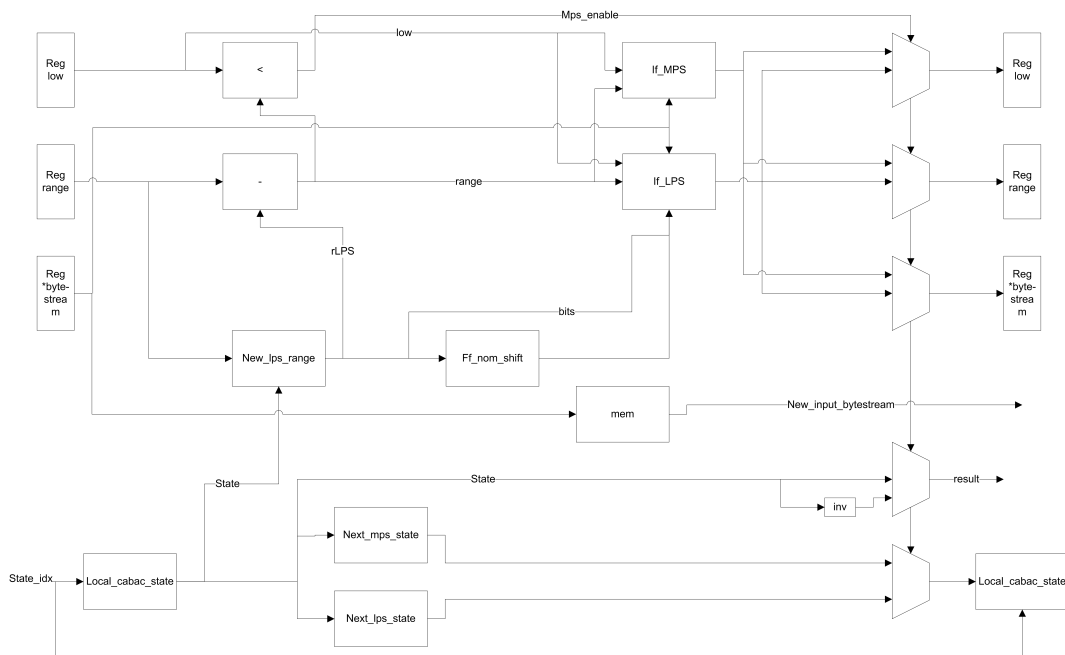 Mps_enable
low
Reg
low
<
If_MPS
Reg
low
Reg
range
-
range
If_LPS
Reg
range
rLPS
Reg
*byte-
strea
m
Reg
*byte-
strea
m
bits
New_lps_range
Ff_nom_shift
mem
New_input_bytestream
State
State
result
inv
Next_mps_state
State_idx
Local_cabac_state
Local_cabac_state
Next_lps_state